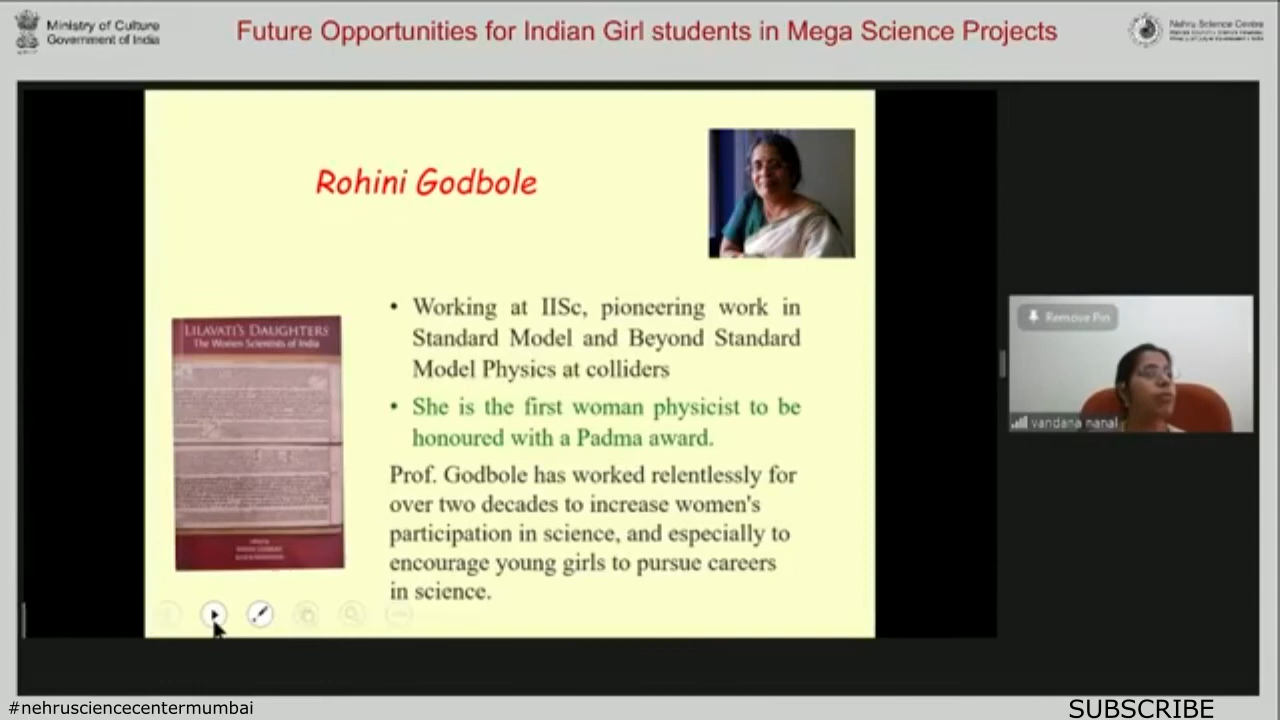 Ministry of Culture
Government of India
Future Opportunities for Indian Girl students in Mega Science Projects
Nehru Science Centre
Rohini Godbole
LILAVATI'S DAUGHTERS
The Women Scientists of India
• Working at IISc, pioneering work in
Standard Model and Beyond Standard
Model Physics at colliders
• She is the first woman physicist to be
honoured with a Padma award.
Prof. Godbole has worked relentlessly for
over two decades to increase women's
participation in science, and especially to
encourage young girls to pursue careers
in science.
Remove Pin
vandana nanal
#nehrusciencecentermumbai
SUBSCRIBE